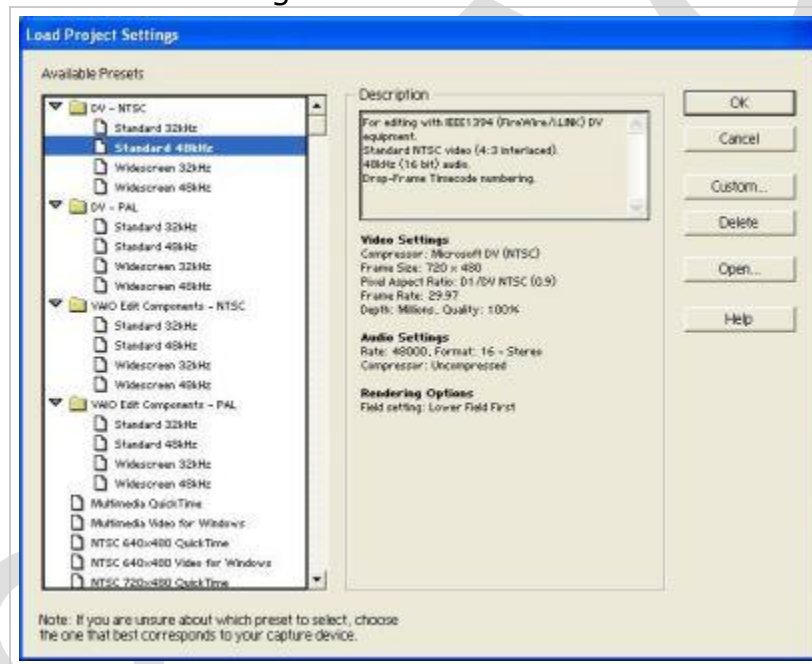 Load Project Settings
Available Presets
DV - NTSC
Standard 32kHz
Standard 48kHz
Widescreen 32kHz
Widescreen 48kHz
DV - PAL
Standard 32kHz
Standard 48kHz
Widescreen 32kHz
Widescreen 48kHz
VAIO Edit Components - NTSC
Standard 32kHz
Standard 48kHz
Widescreen 32kHz
Widescreen 48kHz
VAIO Edit Components - PAL
Standard 32kHz
Standard 48kHz
Widescreen 32kHz
Widescreen 48kHz
Multimedia QuickTime
Multimedia Video for Windows
NTSC 640x480 QuickTime
NTSC 640x480 Video for Windows
NTSC 720x480 QuickTime
Description
For editing with IEEE1394 (FireWire/i.LINK) DV
equipment.
Standard NTSC video (4:3 interlaced).
48kHz (16 bit) audio.
Drop-Frame Timecode numbering.
Video Settings
Compressor: Microsoft DV (NTSC)
Frame Size: 720 x 480
Pixel Aspect Ratio: D1/DV NTSC (0.9)
Frame Rate: 29.97
Depth: Millions, Quality: 100%
Audio Settings
Rate: 48000, Format: 16 - Stereo
Compressor: Uncompressed
Rendering Options
Field setting: Lower Field First
OK
Cancel
Custom...
Delete
Open...
Help
Note: If you are unsure about which preset to select, choose
the one that best corresponds to your capture device.